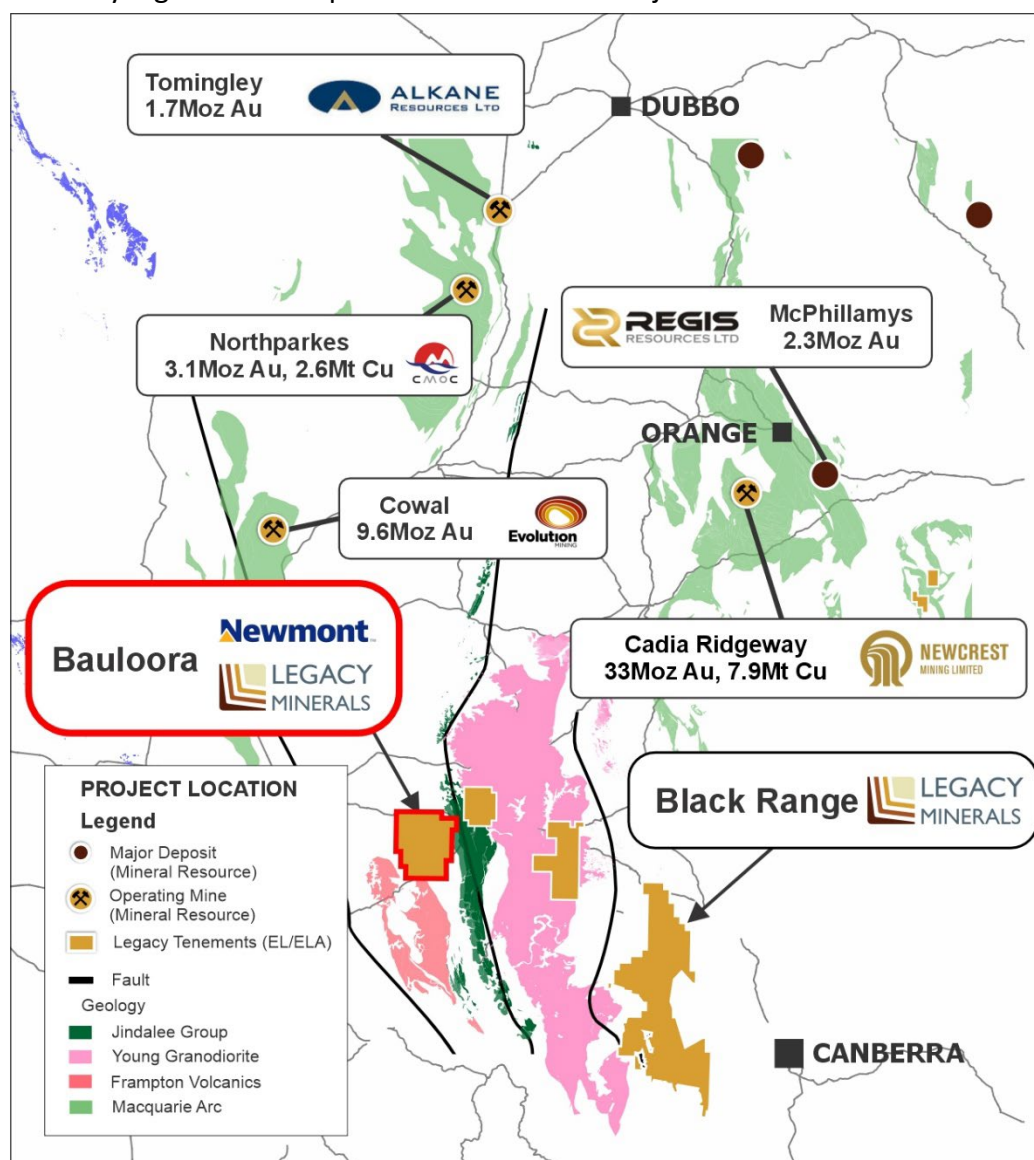 Tomingley
1.7Moz Au
ALKANE
RESOURCES LTD
DUBBO
Northparkes
3.1Moz Au, 2.6Mt Cu
CMOC
REGIS
RESOURCES LTD
McPhillamys
2.3Moz Au
ORANGE
Cowal
9.6Moz Au
Evolution
MINING
Bauloora
Newmont™
LEGACY
MINERALS
Cadia Ridgeway
33Moz Au, 7.9Mt Cu
NEWCREST
MINING LIMITED
Black Range
LEGACY
MINERALS
PROJECT LOCATION
Legend
Major Deposit
(Mineral Resource)
Operating Mine
(Mineral Resource)
Legacy Tenements (EL/ELA)
Fault
Geology
Jindalee Group
Young Granodiorite
Frampton Volcanics
Macquarie Arc
CANBERRA